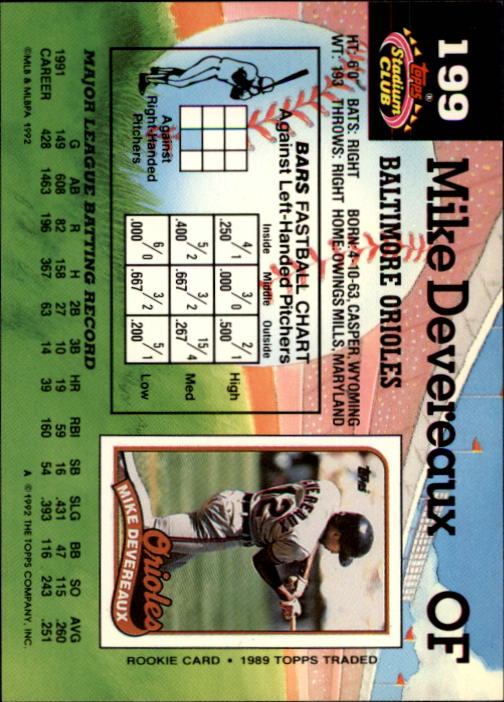 199 Mike Devereaux OF
topps®
Stadium
CLUB
BALTIMORE ORIOLES
HT: 6'0" BATS: RIGHT BORN: 4-10-63, CASPER, WYOMING
WT: 193 THROWS: RIGHT HOME: OWINGS MILLS, MARYLAND
BARS FASTBALL CHART
Against Left-Handed Pitchers
Inside Middle Outside
4/1 .250 3/0 .000 2/1 .500 High
5/2 .400 3/2 .667 15/4 .267 Med
6/0 .000 3/2 .667 5/1 .200 Low
Against
Right-Handed
Pitchers
Topps
DEVEREAUX
12
Orioles
MIKE DEVEREAUX
ROOKIE CARD • 1989 TOPPS TRADED
MAJOR LEAGUE BATTING RECORD
G AB R H 2B 3B HR RBI SB SLG BB SO AVG
1991 149 608 82 158 27 10 19 59 16 .431 47 115 .260
CAREER 428 1463 196 367 63 14 39 160 54 .393 116 243 .251
©MLB & MLBPA 1992 A ©1992 THE TOPPS COMPANY, INC.